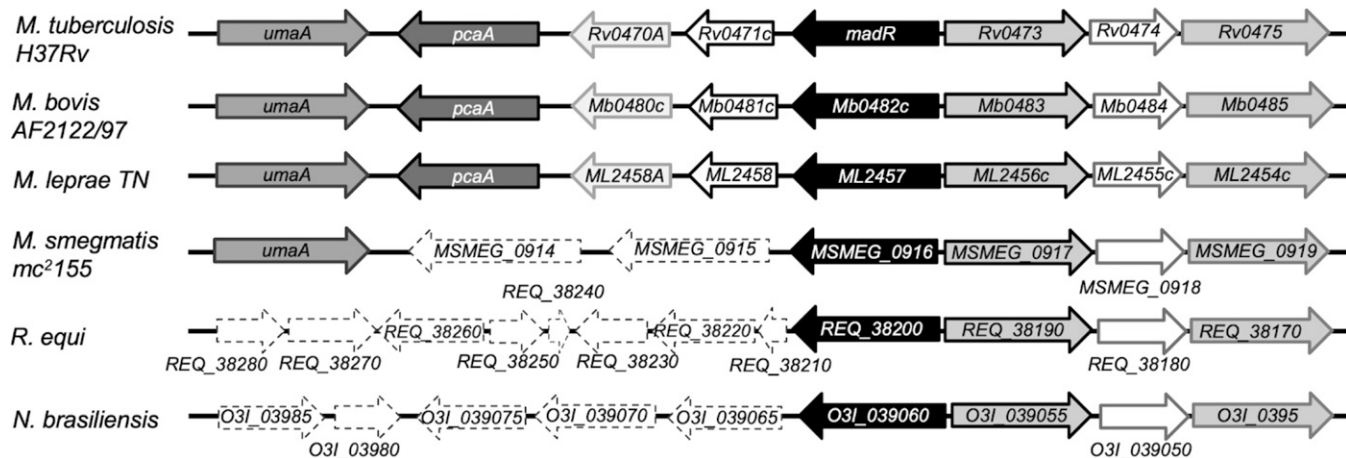 M. tuberculosis
H37Rv
umaA pcaA Rv0470A Rv0471c madR Rv0473 Rv0474 Rv0475
M. bovis
AF2122/97
umaA pcaA Mb0480c Mb0481c Mb0482c Mb0483 Mb0484 Mb0485
M. leprae TN
umaA pcaA ML2458A ML2458 ML2457 ML2456c ML2455c ML2454c
M. smegmatis
mc²155
umaA MSMEG_0914 MSMEG_0915 MSMEG_0916 MSMEG_0917 MSMEG_0919
MSMEG_0918
REQ_38240
R. equi
REQ_38260 REQ_38220 REQ_38200 REQ_38190 REQ_38170
REQ_38280 REQ_38270 REQ_38250 REQ_38230 REQ_38210 REQ_38180
N. brasiliensis
O3I_03985 O3I_039075 O3I_039070 O3I_039065 O3I_039060 O3I_039055 O3I_0395
O3I_03980 O3I_039050